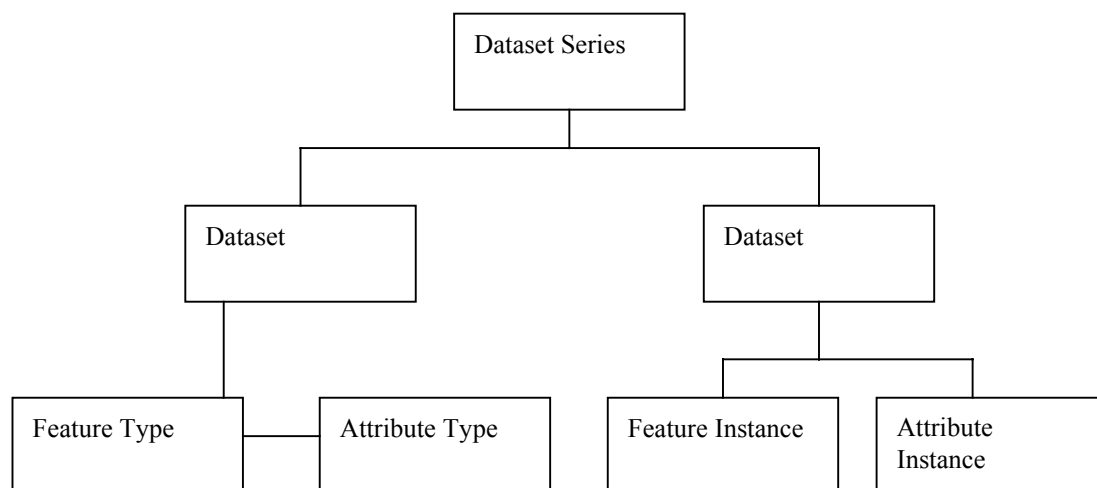 Dataset Series
Dataset
Dataset
Feature Type
Attribute Type
Feature Instance
Attribute
Instance